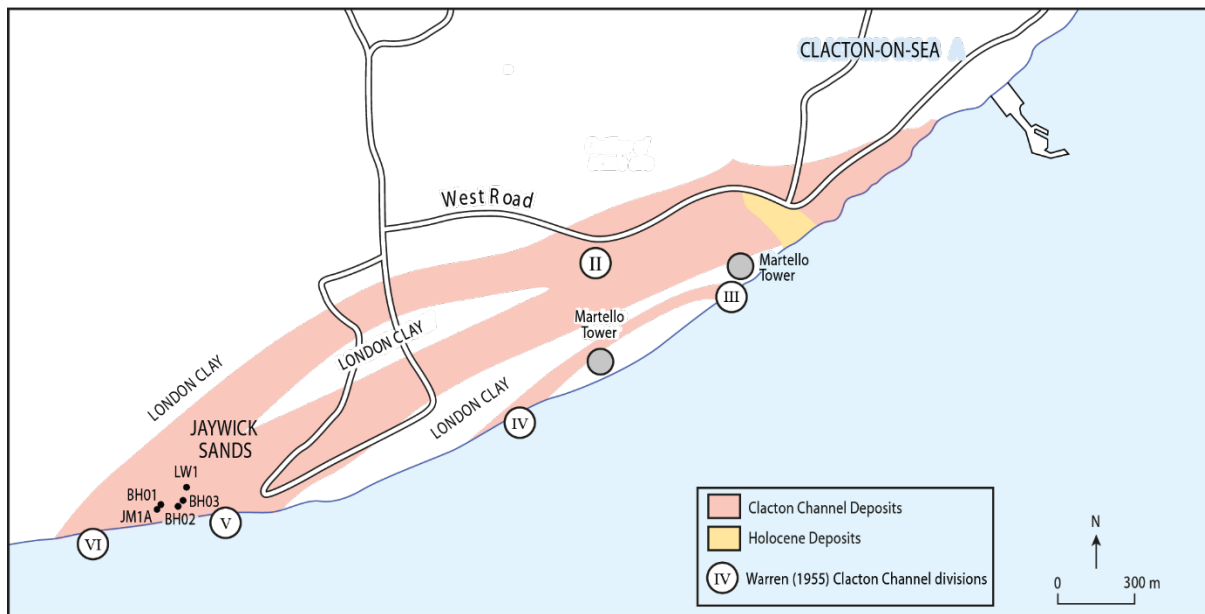 CLACTON-ON-SEA
West Road
II
Martello
Tower
III
Martello
Tower
LONDON CLAY
LONDON CLAY
LONDON CLAY
IV
JAYWICK
SANDS
LW1
BH01
BH03
JM1A
BH02
V
VI
Clacton Channel Deposits
Holocene Deposits
IV
Warren (1955) Clacton Channel divisions
N
0
300 m